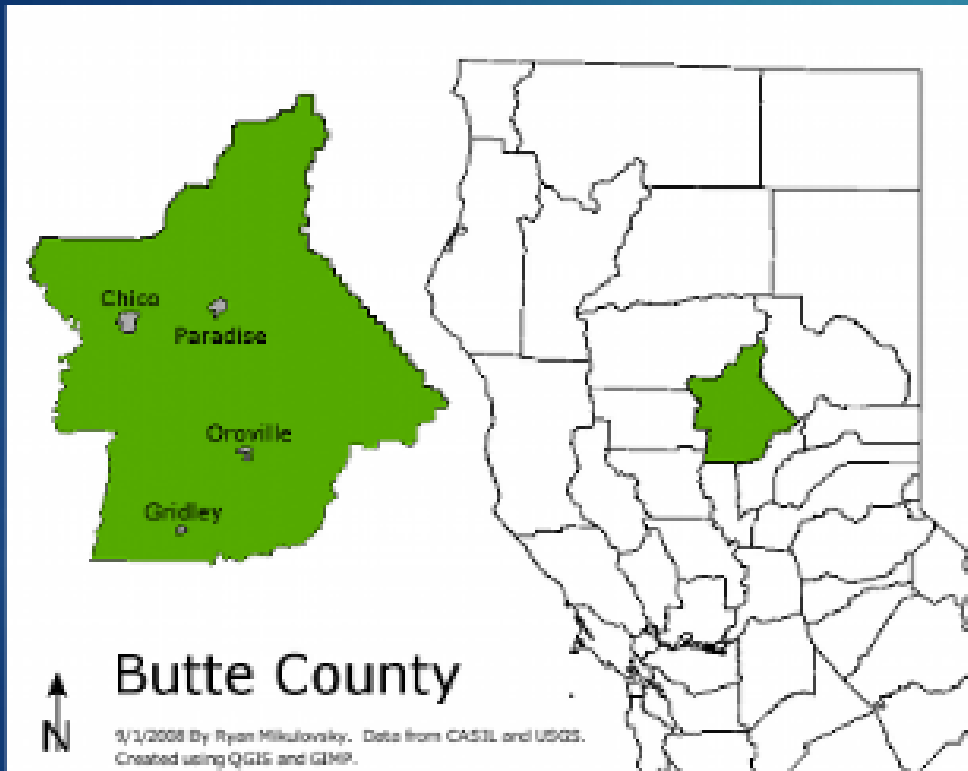 Chico
Paradise
Oroville
Gridley
Butte County
N
9/1/2008 By Ryan Mikulovsky. Data from CASIL and USGS.
Created using QGIS and GIMP.